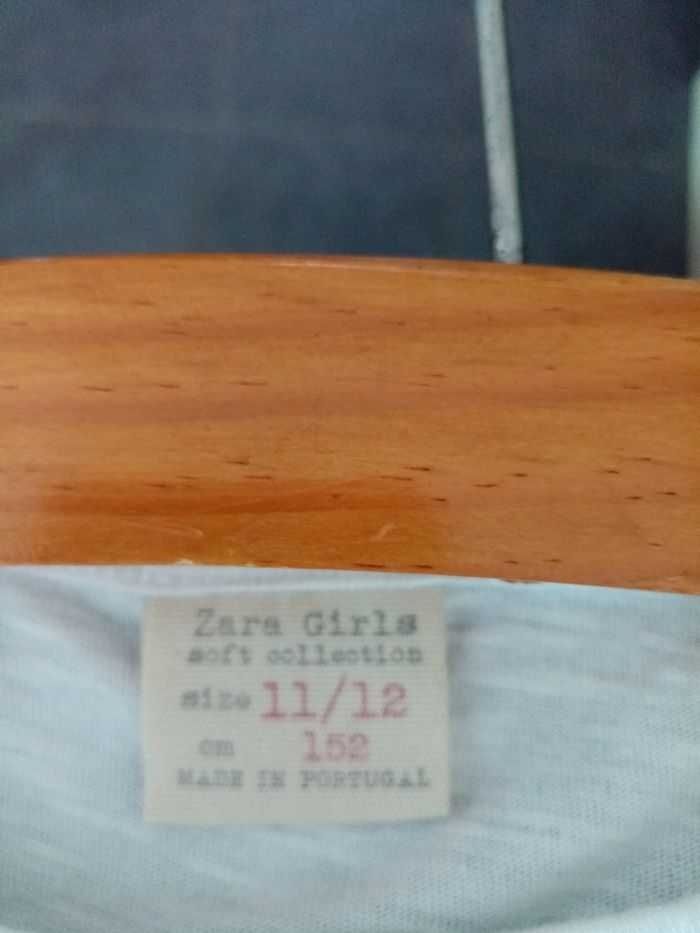 Zara Girls
soft collection
size 11/12
cm 152
MADE IN PORTUGAL